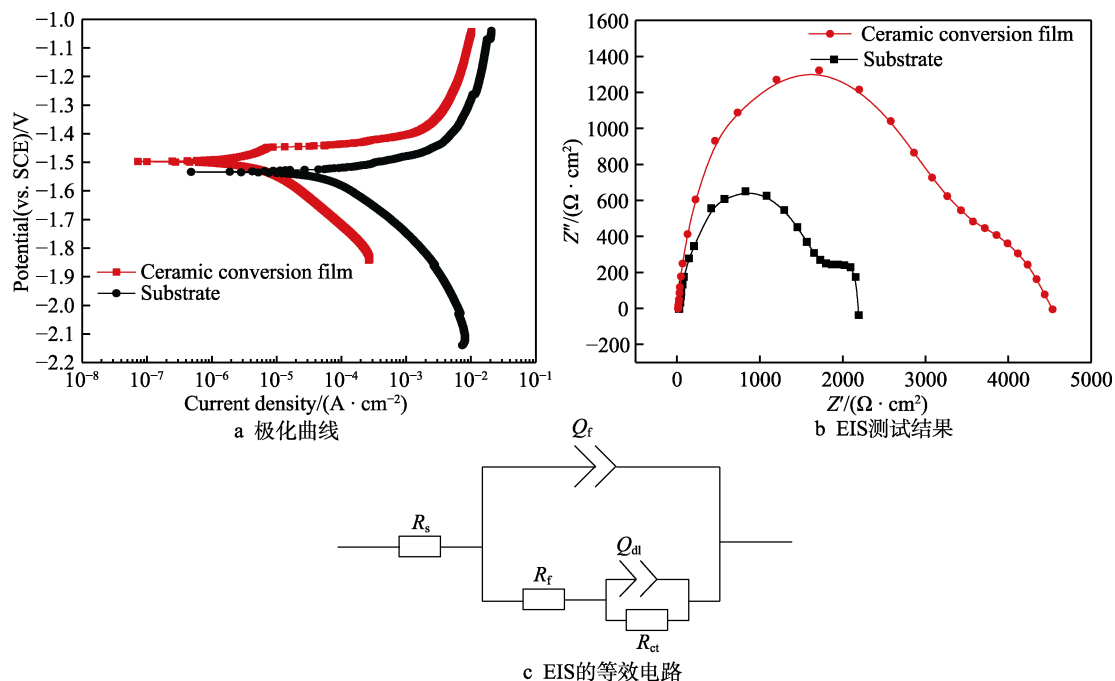 −1.0
−1.1
−1.2
−1.3
−1.4
−1.5
−1.6
−1.7
−1.8
−1.9
−2.0
−2.1
−2.2
Potential(vs. SCE)/V
Ceramic conversion film
Substrate
10⁻⁸ 10⁻⁷ 10⁻⁶ 10⁻⁵ 10⁻⁴ 10⁻³ 10⁻² 10⁻¹
Current density/(A · cm⁻²)
a 极化曲线
1600
1400
1200
1000
800
600
400
200
0
−200
Z″/(Ω · cm²)
Ceramic conversion film
Substrate
0 1000 2000 3000 4000 5000
Z′/(Ω · cm²)
b EIS测试结果
Qf
Rs
Qdl
Rf
Rct
c EIS的等效电路